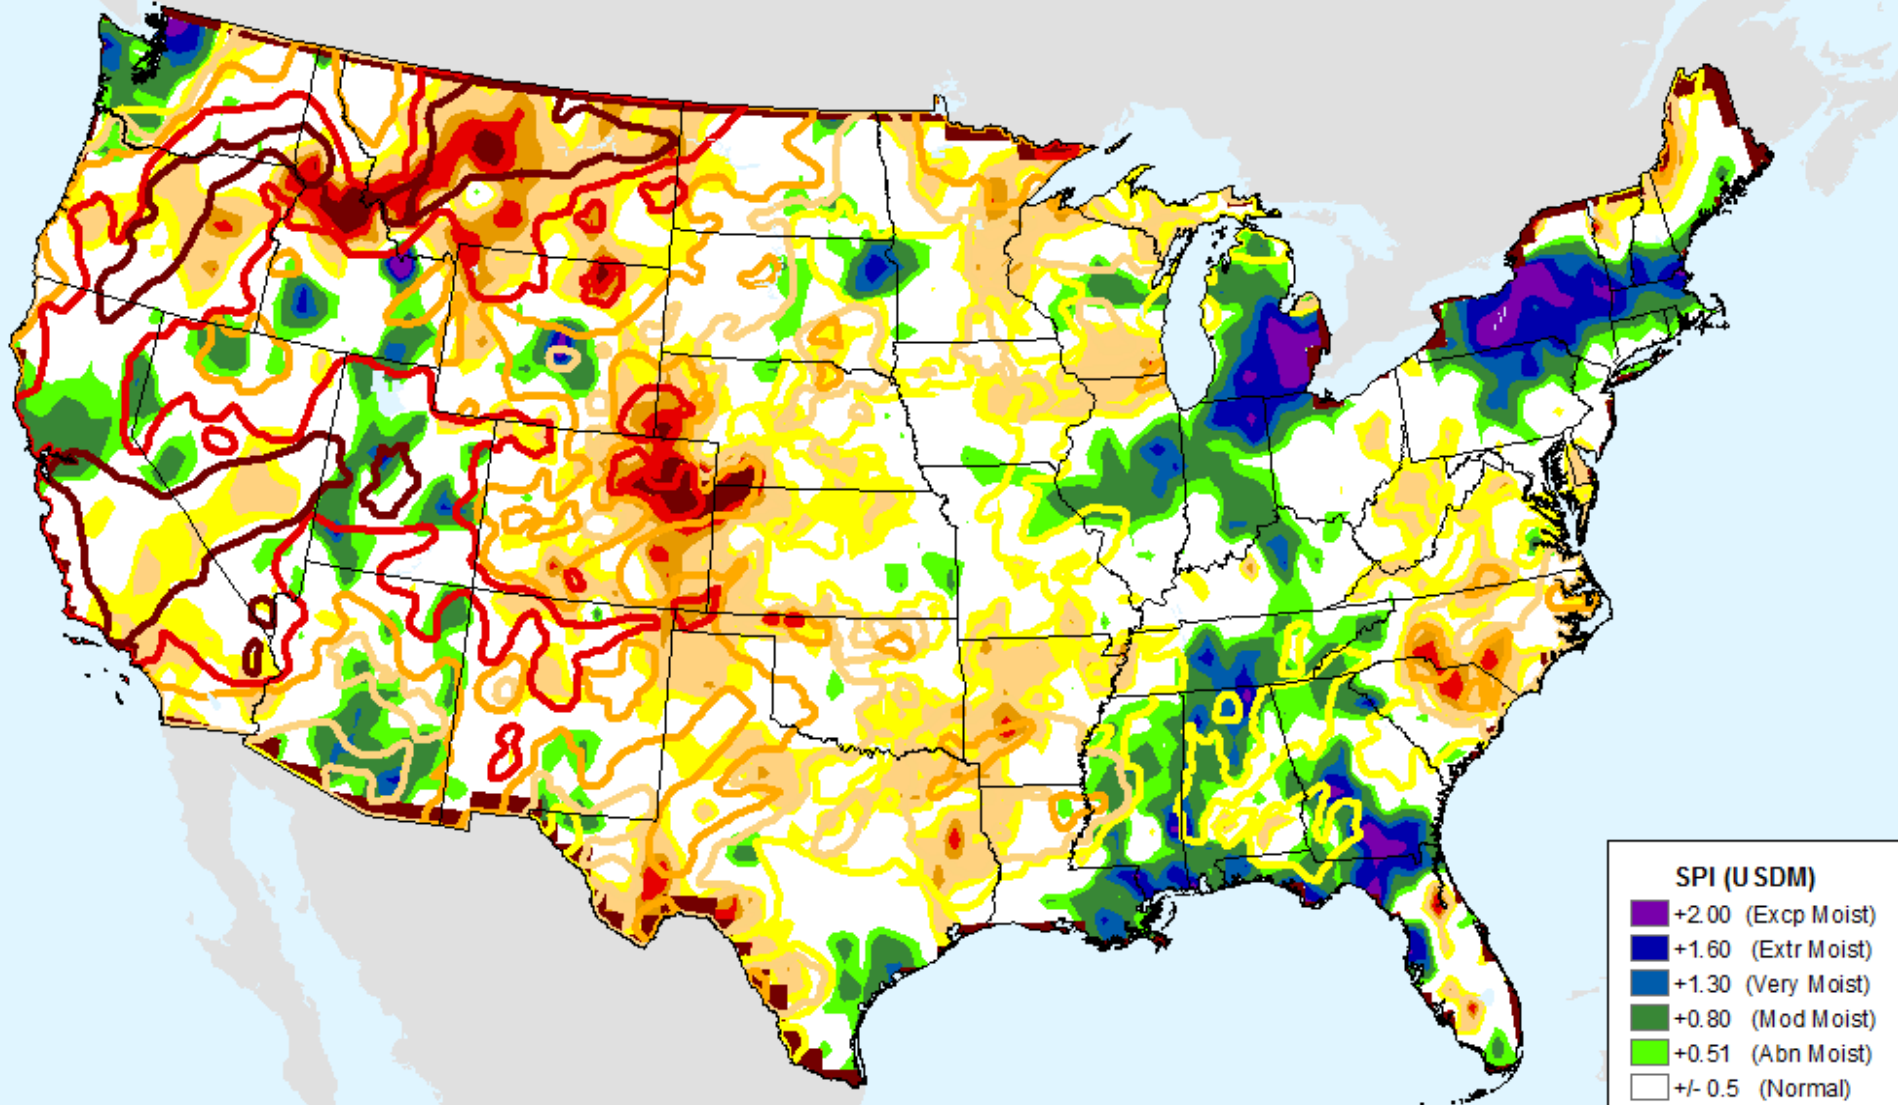 SPI (USDM)
+2.00 (Excp Moist)
+1.60 (Extr Moist)
+1.30 (Very Moist)
+0.80 (Mod Moist)
+0.51 (Abn Moist)
+/- 0.5 (Normal)